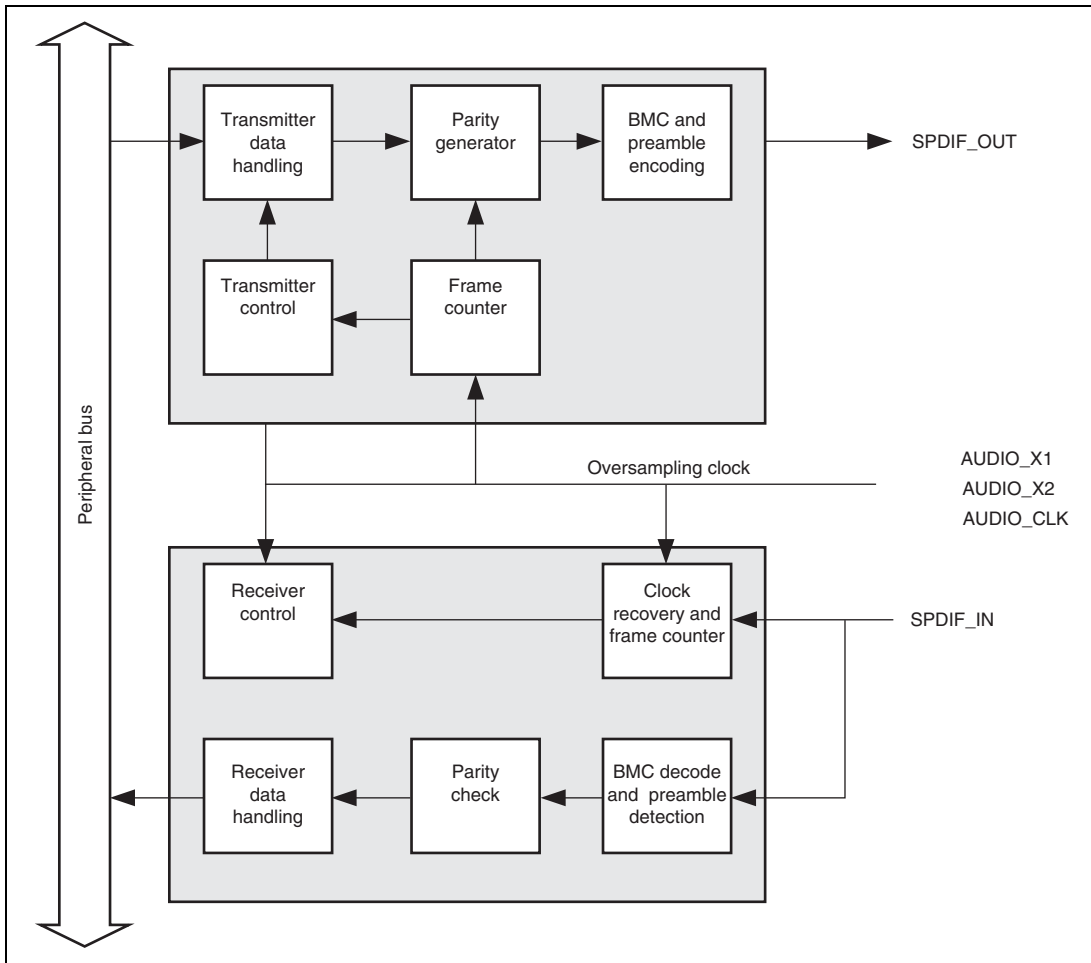 Transmitter
data
handling
Parity
generator
BMC and
preamble
encoding
SPDIF_OUT
Transmitter
control
Frame
counter
Peripheral bus
Oversampling clock
AUDIO_X1
AUDIO_X2
AUDIO_CLK
Receiver
control
Clock
recovery and
frame counter
SPDIF_IN
Receiver
data
handling
Parity
check
BMC decode
and preamble
detection